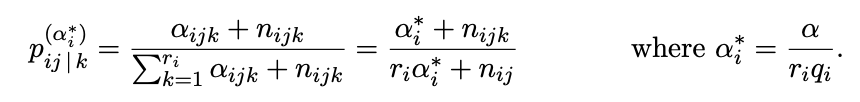 $p_{ij\,|\,k}^{(\alpha_i^*)} = \frac{\alpha_{ijk} + n_{ijk}}{\sum_{k=1}^{r_i} \alpha_{ijk} + n_{ijk}} = \frac{\alpha_i^* + n_{ijk}}{r_i \alpha_i^* + n_{ij}} \quad \text{where } \alpha_i^* = \frac{\alpha}{r_i q_i}.$